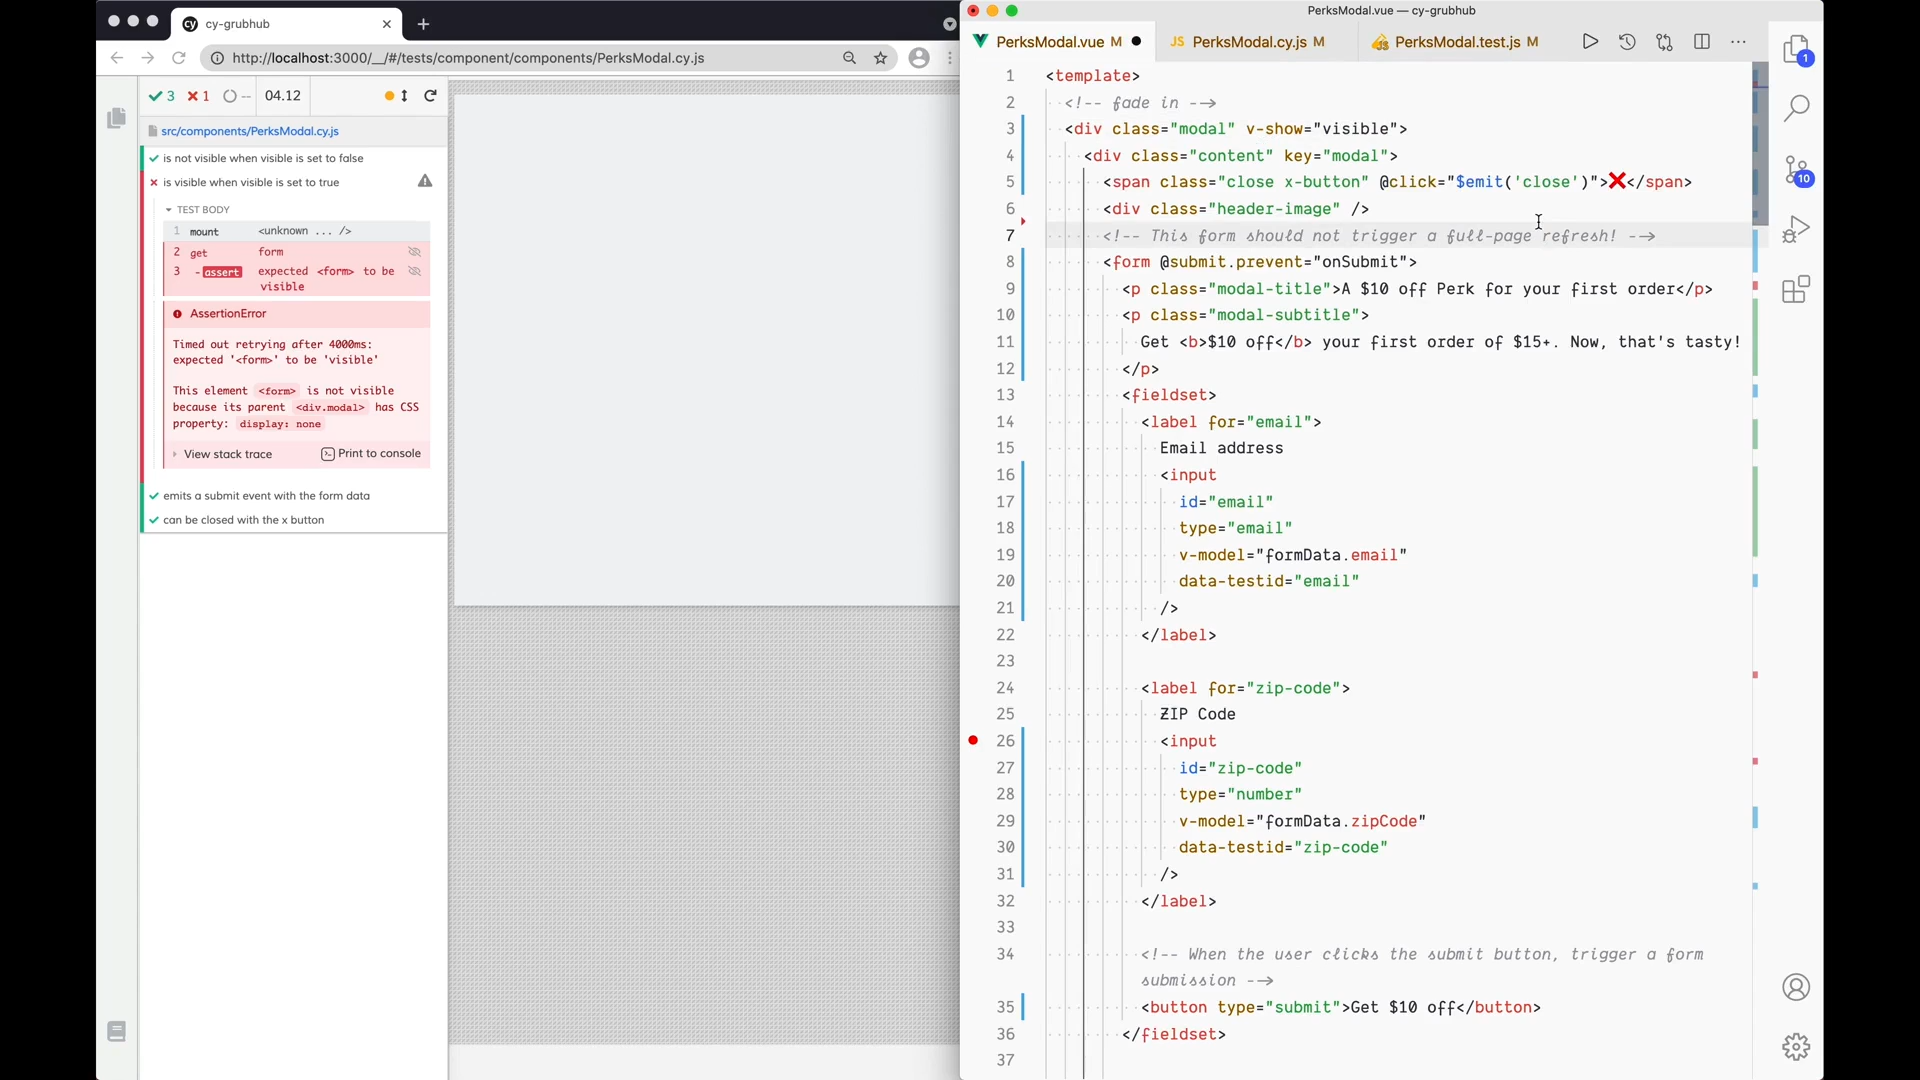 cy cy-grubhub
http://localhost:3000/__/#/tests/component/components/PerksModal.cy.js
3 1 -- 04.12
src/components/PerksModal.cy.js
is not visible when visible is set to false
is visible when visible is set to true
TEST BODY
1 mount <unknown ... />
2 get form
3 -assert expected <form> to be
visible
AssertionError
Timed out retrying after 4000ms:
expected '<form>' to be 'visible'
This element <form> is not visible
because its parent <div.modal> has CSS
property: display: none
View stack trace Print to console
emits a submit event with the form data
can be closed with the x button
PerksModal.vue — cy-grubhub
PerksModal.vue M JS PerksModal.cy.js M PerksModal.test.js M
1 <template>
2 <!-- fade in -->
3 <div class="modal" v-show="visible">
4 <div class="content" key="modal">
5 <span class="close x-button" @click="$emit('close')">❌</span>
6 <div class="header-image" />
7 <!-- This form should not trigger a full-page refresh! -->
8 <form @submit.prevent="onSubmit">
9 <p class="modal-title">A $10 off Perk for your first order</p>
10 <p class="modal-subtitle">
11 Get <b>$10 off</b> your first order of $15+. Now, that's tasty!
12 </p>
13 <fieldset>
14 <label for="email">
15 Email address
16 <input
17 id="email"
18 type="email"
19 v-model="formData.email"
20 data-testid="email"
21 />
22 </label>
23
24 <label for="zip-code">
25 ZIP Code
26 <input
27 id="zip-code"
28 type="number"
29 v-model="formData.zipCode"
30 data-testid="zip-code"
31 />
32 </label>
33
34 <!-- When the user clicks the submit button, trigger a form
submission -->
35 <button type="submit">Get $10 off</button>
36 </fieldset>
37
1
10